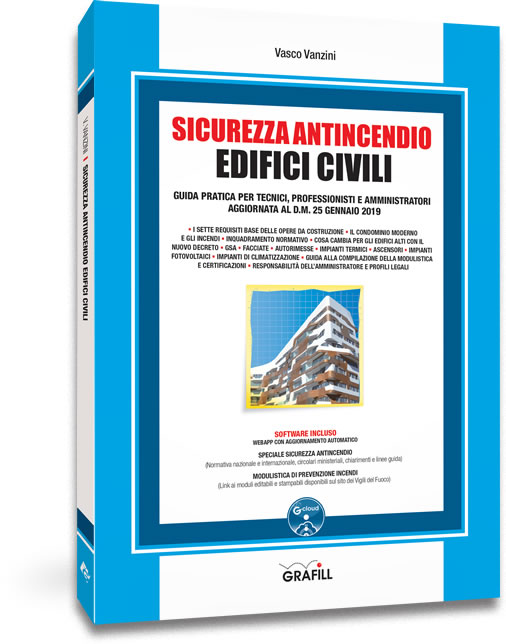 Vasco Vanzini
SICUREZZA ANTINCENDIO
EDIFICI CIVILI
GUIDA PRATICA PER TECNICI, PROFESSIONISTI E AMMINISTRATORI
AGGIORNATA AL D.M. 25 GENNAIO 2019
• I SETTE REQUISITI BASE DELLE OPERE DA COSTRUZIONE • IL CONDOMINIO MODERNO
E GLI INCENDI • INQUADRAMENTO NORMATIVO • COSA CAMBIA PER GLI EDIFICI ALTI CON IL
NUOVO DECRETO • GSA • FACCIATE • AUTORIMESSE • IMPIANTI TERMICI • ASCENSORI • IMPIANTI
FOTOVOLTAICI • IMPIANTI DI CLIMATIZZAZIONE • GUIDA ALLA COMPILAZIONE DELLA MODULISTICA
E CERTIFICAZIONI • RESPONSABILITÀ DELL'AMMINISTRATORE E PROFILI LEGALI
SOFTWARE INCLUSO
WEBAPP CON AGGIORNAMENTO AUTOMATICO
SPECIALE SICUREZZA ANTINCENDIO
(Normativa nazionale e internazionale, circolari ministeriali, chiarimenti e linee guida)
MODULISTICA DI PREVENZIONE INCENDI
(Link ai moduli editabili e stampabili disponibili sul sito dei Vigili del Fuoco)
G cloud
GRAFILL
V. VANZINI SICUREZZA ANTINCENDIO EDIFICI CIVILI